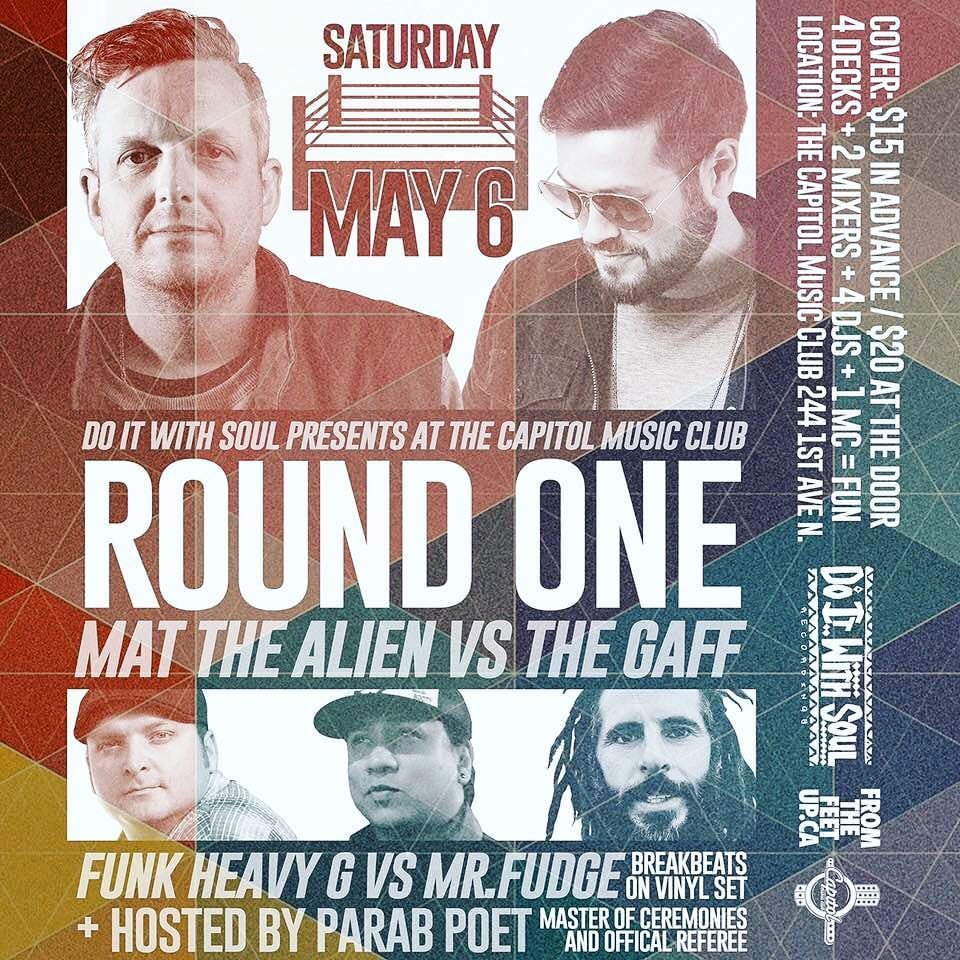 SATURDAY
MAY 6
DO IT WITH SOUL PRESENTS AT THE CAPITOL MUSIC CLUB
ROUND ONE
MAT THE ALIEN VS THE GAFF
FUNK HEAVY G VS MR.FUDGE
BREAKBEATS
ON VINYL SET
+ HOSTED BY PARAB POET
MASTER OF CEREMONIES
AND OFFICAL REFEREE
COVER: $15 IN ADVANCE / $20 AT THE DOOR
4 DECKS + 2 MIXERS + 4 DJS + 1 MC = FUN
LOCATION: THE CAPITOL MUSIC CLUB 244 1ST AVE N.
DO IT WITH SOUL
RECORDINGS
FROM
THE
FEET
UP.CA
Capitol